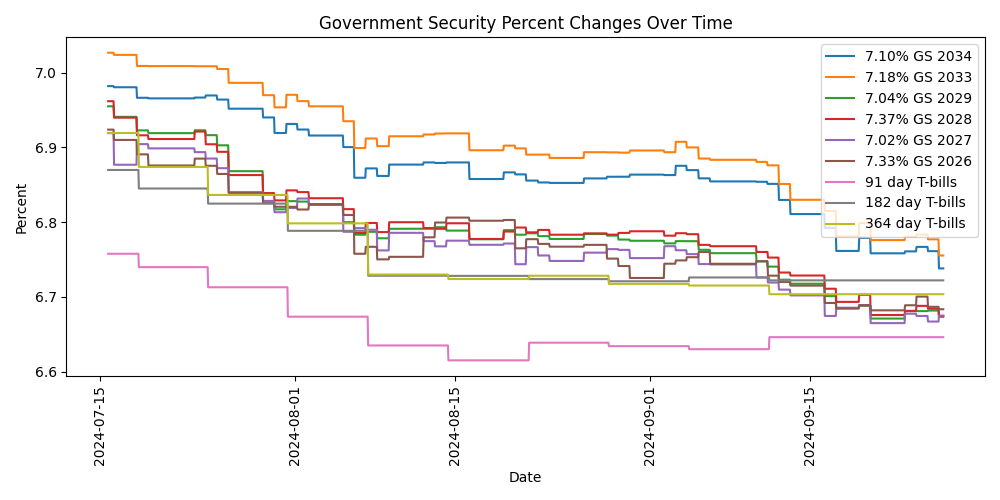 Government Security Percent Changes Over Time
Percent
7.0
6.9
6.8
6.7
6.6
7.10% GS 2034
7.18% GS 2033
7.04% GS 2029
7.37% GS 2028
7.02% GS 2027
7.33% GS 2026
91 day T-bills
182 day T-bills
364 day T-bills
2024-07-15
2024-08-01
2024-08-15
2024-09-01
2024-09-15
Date